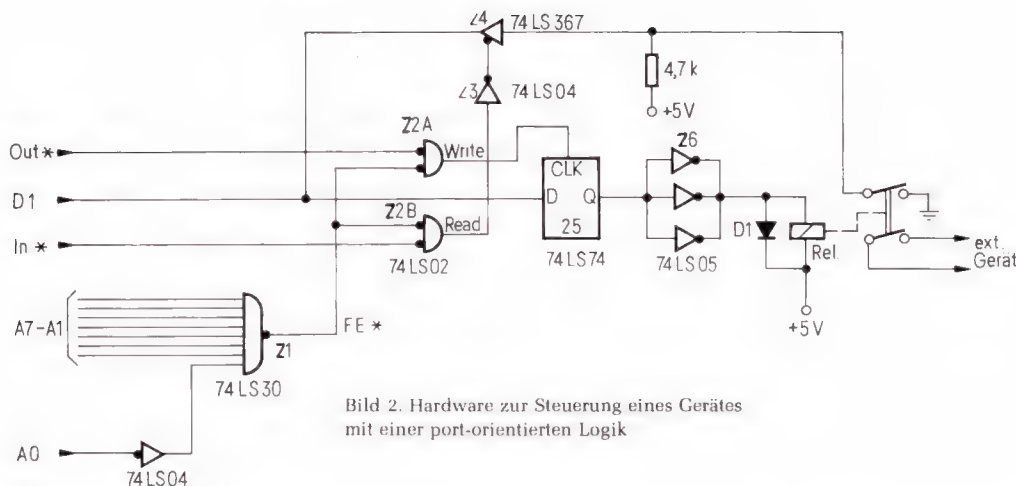 Z4
74LS367
4,7k
+5V
Z3
74LS04
Out*
Z2A
Write
D1
CLK
D
Q
25
74LS74
Z6
74LS05
D1
Rel.
+5V
ext.
Gerät
In*
Z2B
Read
74LS02
A7-A1
FE*
Z1
74LS30
A0
74LS04
Bild 2. Hardware zur Steuerung eines Gerätes
mit einer port-orientierten Logik